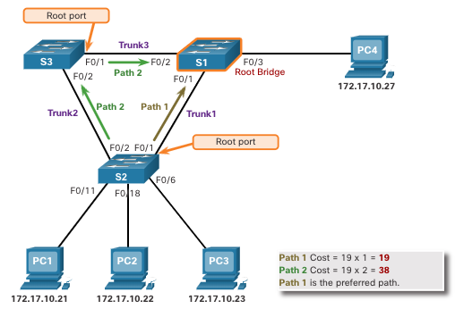 Root port
Trunk3
S3
F0/1
F0/2
S1
F0/3
PC4
Path 2
Root Bridge
F0/2
F0/1
172.17.10.27
Trunk2
Path 2
Path 1
Trunk1
Root port
F0/2
F0/1
S2
F0/11
F0/18
F0/6
PC1
PC2
PC3
Path 1 Cost = 19 x 1 = 19
Path 2 Cost = 19 x 2 = 38
Path 1 is the preferred path.
172.17.10.21
172.17.10.22
172.17.10.23